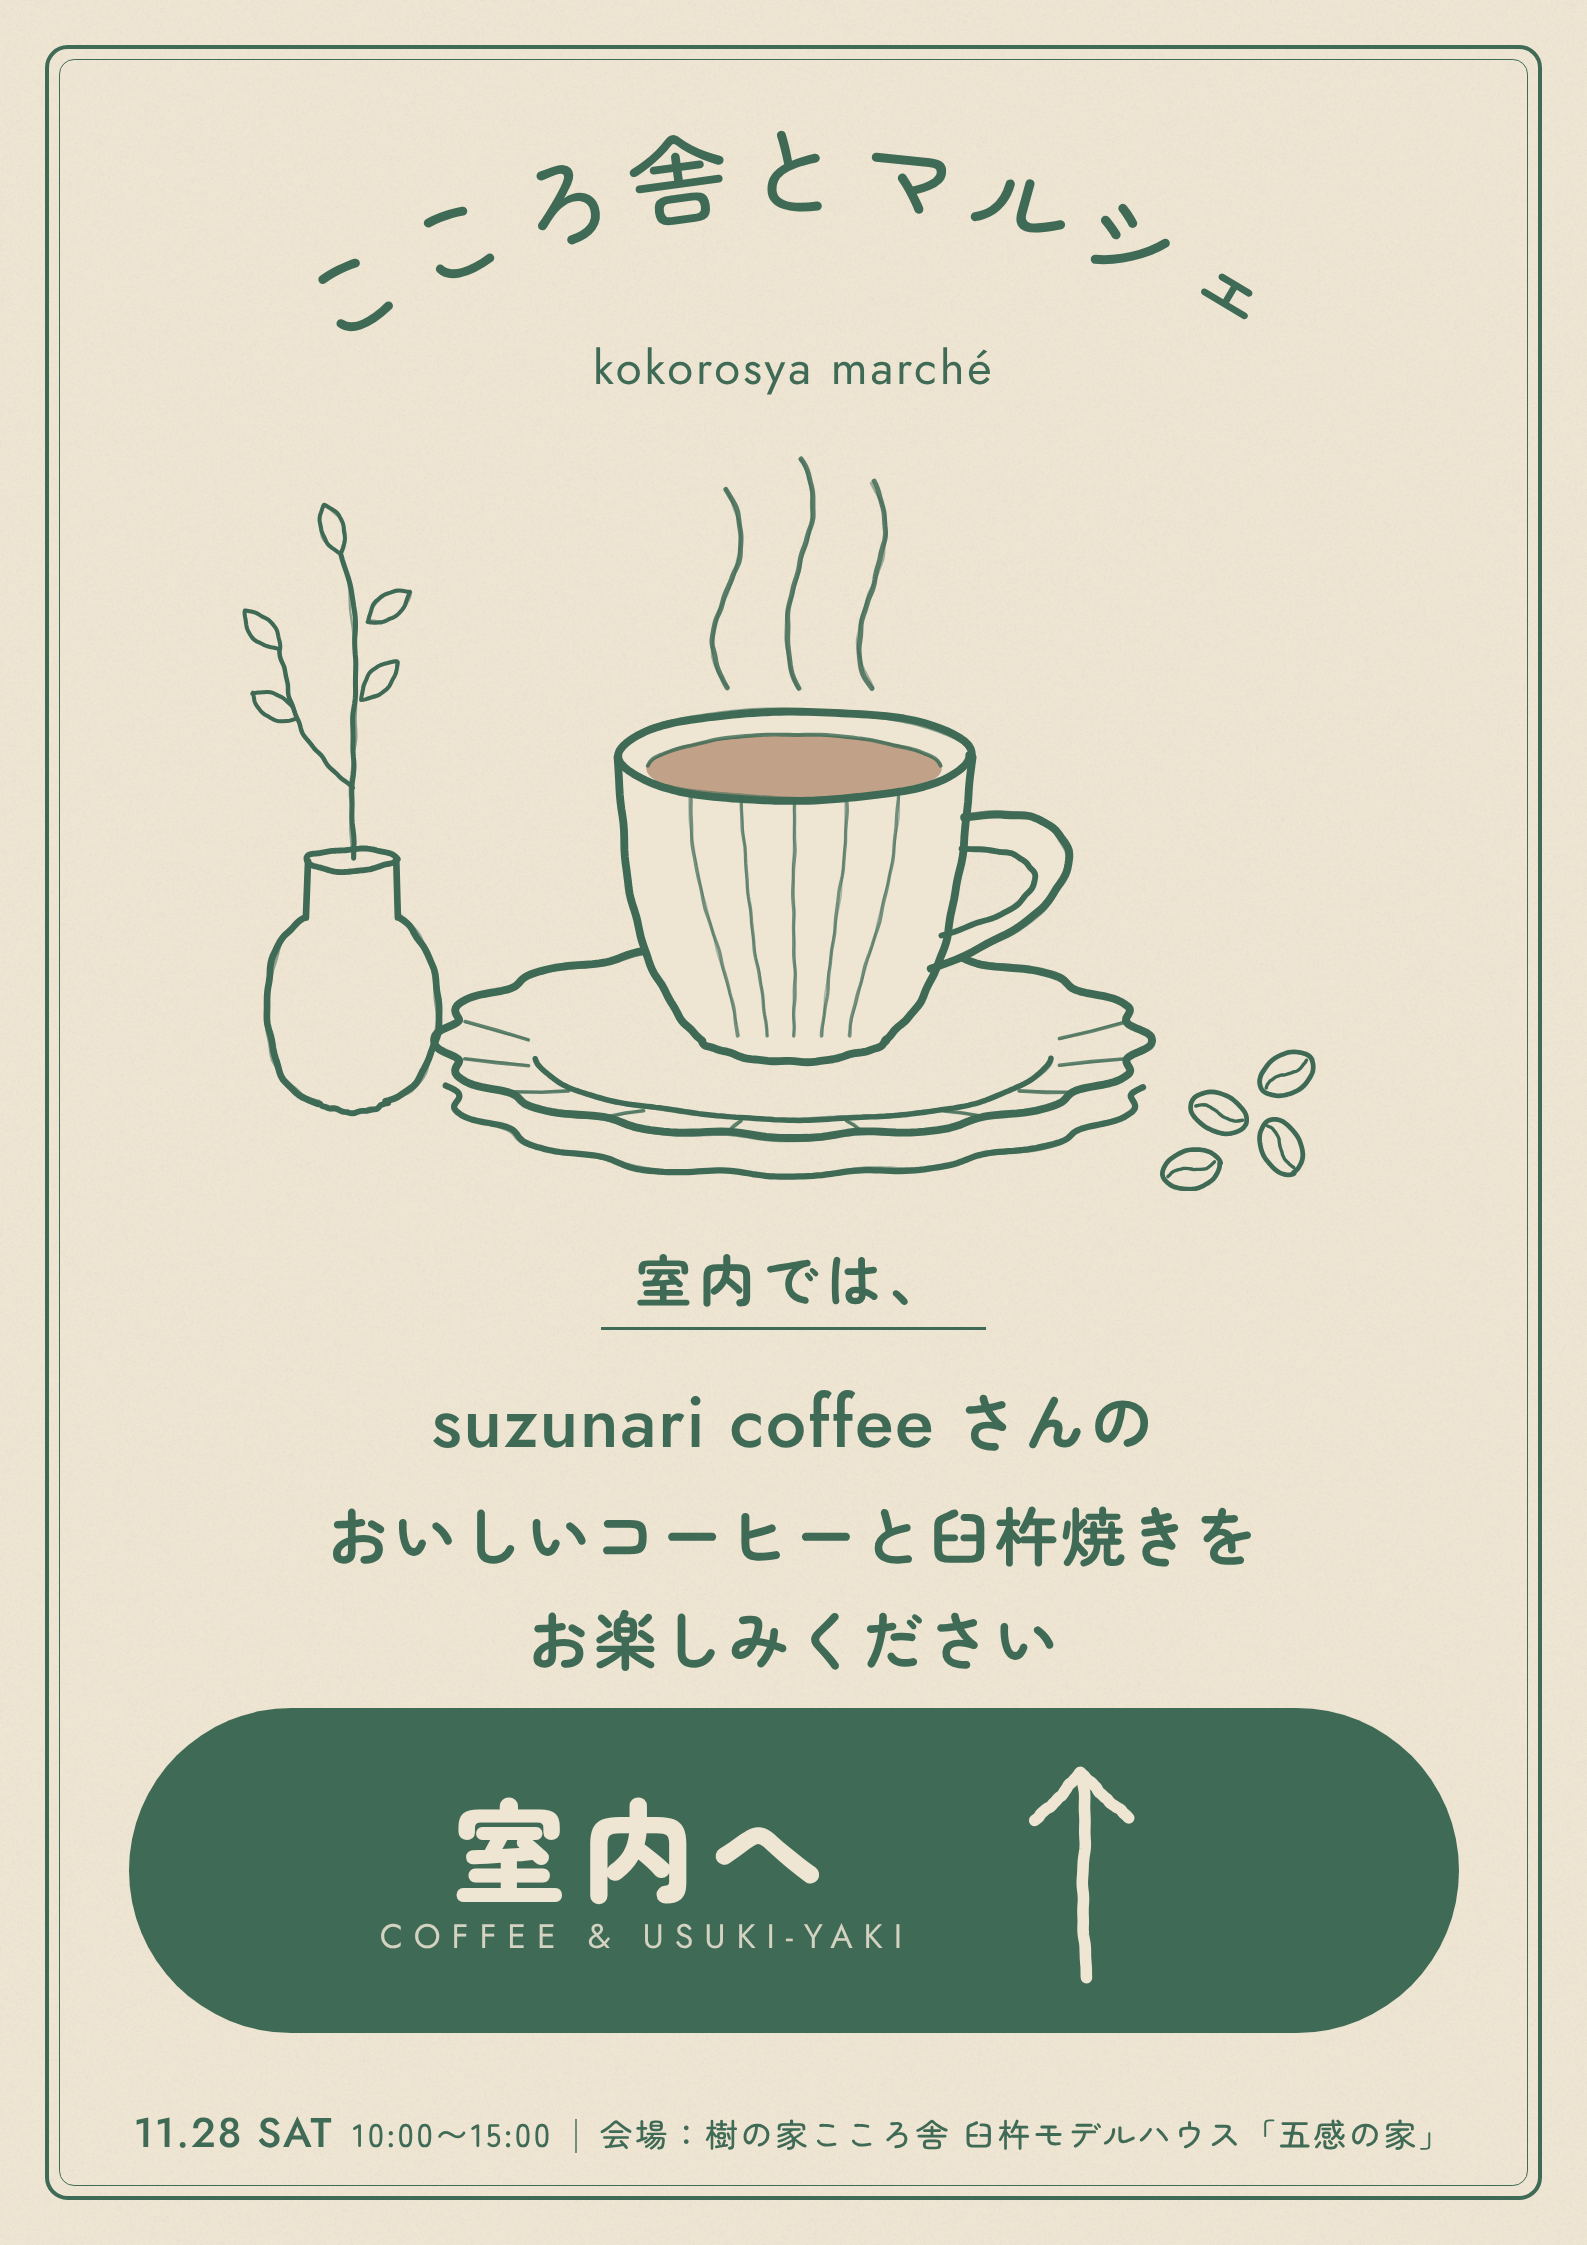 こころ舎とマルシェ
kokorosya marché
室内では、
suzunari coffee さんの
おいしいコーヒーと臼杵焼きを
お楽しみください
室内へ ↑
COFFEE & USUKI-YAKI
11.28 SAT 10:00〜15:00 | 会場：樹の家こころ舎 臼杵モデルハウス「五感の家」